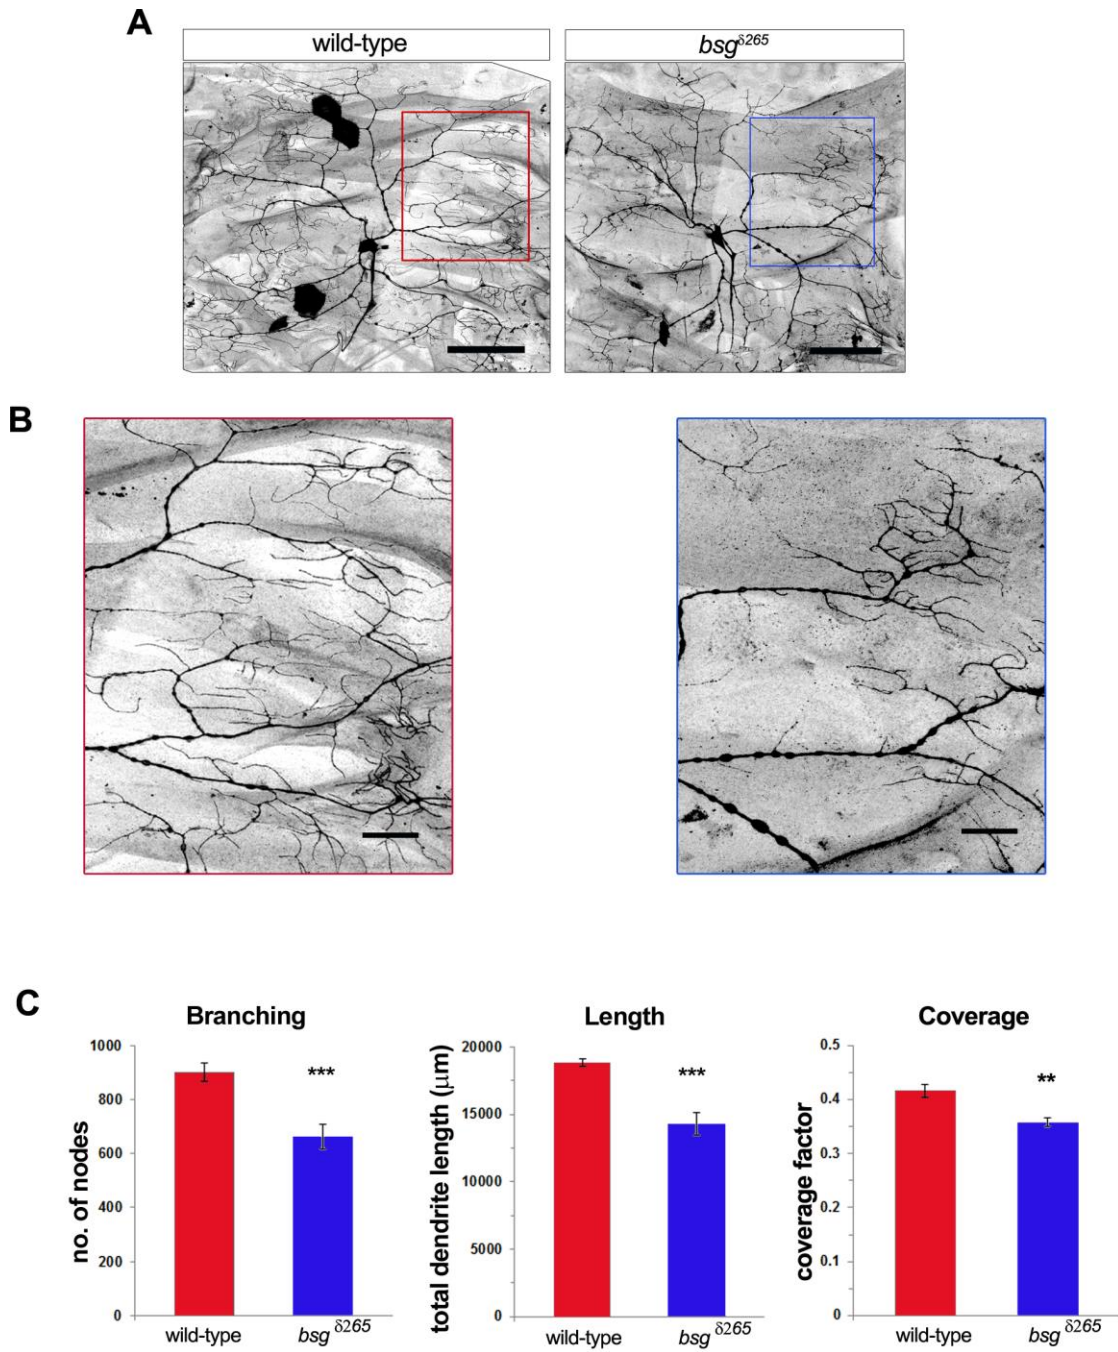 A
wild-type
bsg^δ265
B
C
Branching
no. of nodes
1000
800
600
400
200
0
***
wild-type
bsg^δ265
Length
total dendrite length (μm)
20000
15000
10000
5000
0
***
wild-type
bsg^δ265
Coverage
coverage factor
0.5
0.4
0.3
0.2
0.1
0
**
wild-type
bsg^δ265